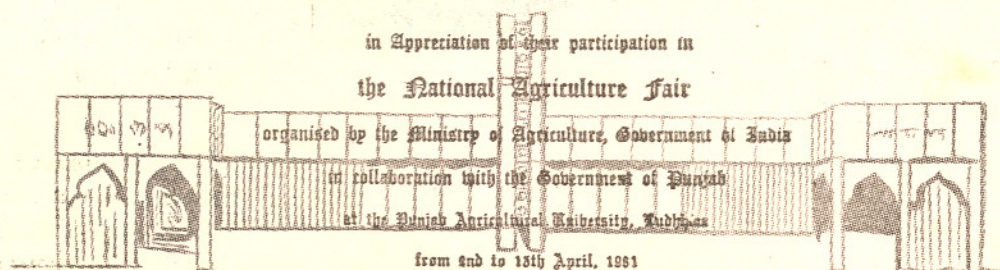 in Appreciation of their participation in
the National Agriculture Fair
organised by the Ministry of Agriculture, Government of India
in collaboration with the Government of Punjab
at the Punjab Agricultural University, Ludhiana
from 2nd to 13th April, 1981